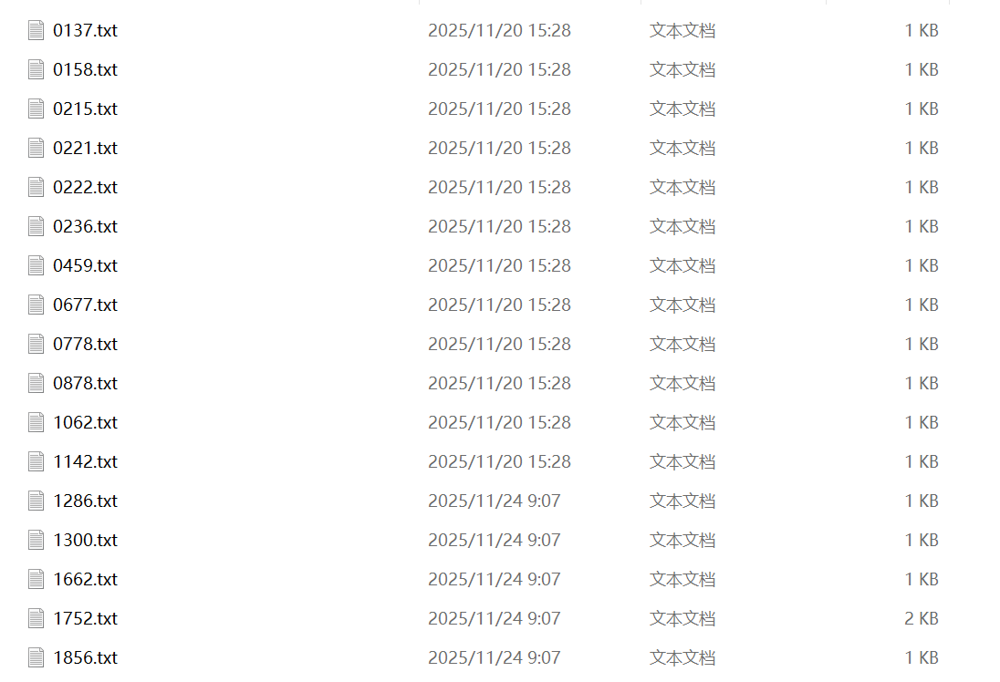 0137.txt 2025/11/20 15:28 文本文档 1 KB
0158.txt 2025/11/20 15:28 文本文档 1 KB
0215.txt 2025/11/20 15:28 文本文档 1 KB
0221.txt 2025/11/20 15:28 文本文档 1 KB
0222.txt 2025/11/20 15:28 文本文档 1 KB
0236.txt 2025/11/20 15:28 文本文档 1 KB
0459.txt 2025/11/20 15:28 文本文档 1 KB
0677.txt 2025/11/20 15:28 文本文档 1 KB
0778.txt 2025/11/20 15:28 文本文档 1 KB
0878.txt 2025/11/20 15:28 文本文档 1 KB
1062.txt 2025/11/20 15:28 文本文档 1 KB
1142.txt 2025/11/20 15:28 文本文档 1 KB
1286.txt 2025/11/24 9:07 文本文档 1 KB
1300.txt 2025/11/24 9:07 文本文档 1 KB
1662.txt 2025/11/24 9:07 文本文档 1 KB
1752.txt 2025/11/24 9:07 文本文档 2 KB
1856.txt 2025/11/24 9:07 文本文档 1 KB